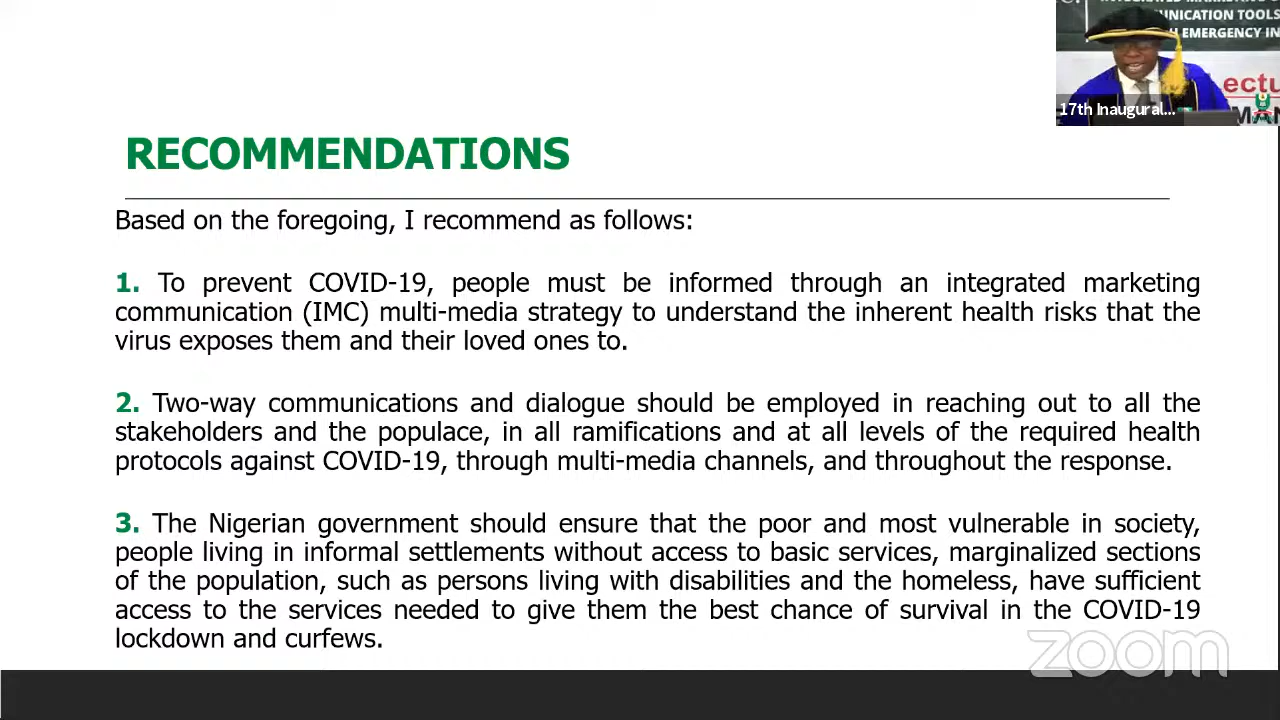 INTEGRATED MARKETING
COMMUNICATION TOOLS
EMERGENCY IN
Lectu
17th Inaugural...
RECOMMENDATIONS
Based on the foregoing, I recommend as follows:
1. To prevent COVID-19, people must be informed through an integrated marketing
communication (IMC) multi-media strategy to understand the inherent health risks that the
virus exposes them and their loved ones to.
2. Two-way communications and dialogue should be employed in reaching out to all the
stakeholders and the populace, in all ramifications and at all levels of the required health
protocols against COVID-19, through multi-media channels, and throughout the response.
3. The Nigerian government should ensure that the poor and most vulnerable in society,
people living in informal settlements without access to basic services, marginalized sections
of the population, such as persons living with disabilities and the homeless, have sufficient
access to the services needed to give them the best chance of survival in the COVID-19
lockdown and curfews.
zoom